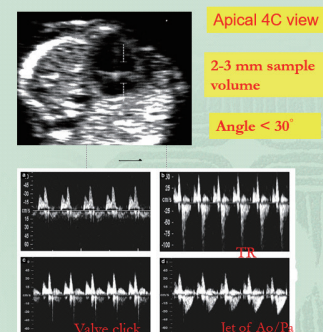 Apical 4C view
2-3 mm sample
volume
Angle < 30°
a
b
TR
c
d
Valve click
Jet of Ao/Pa